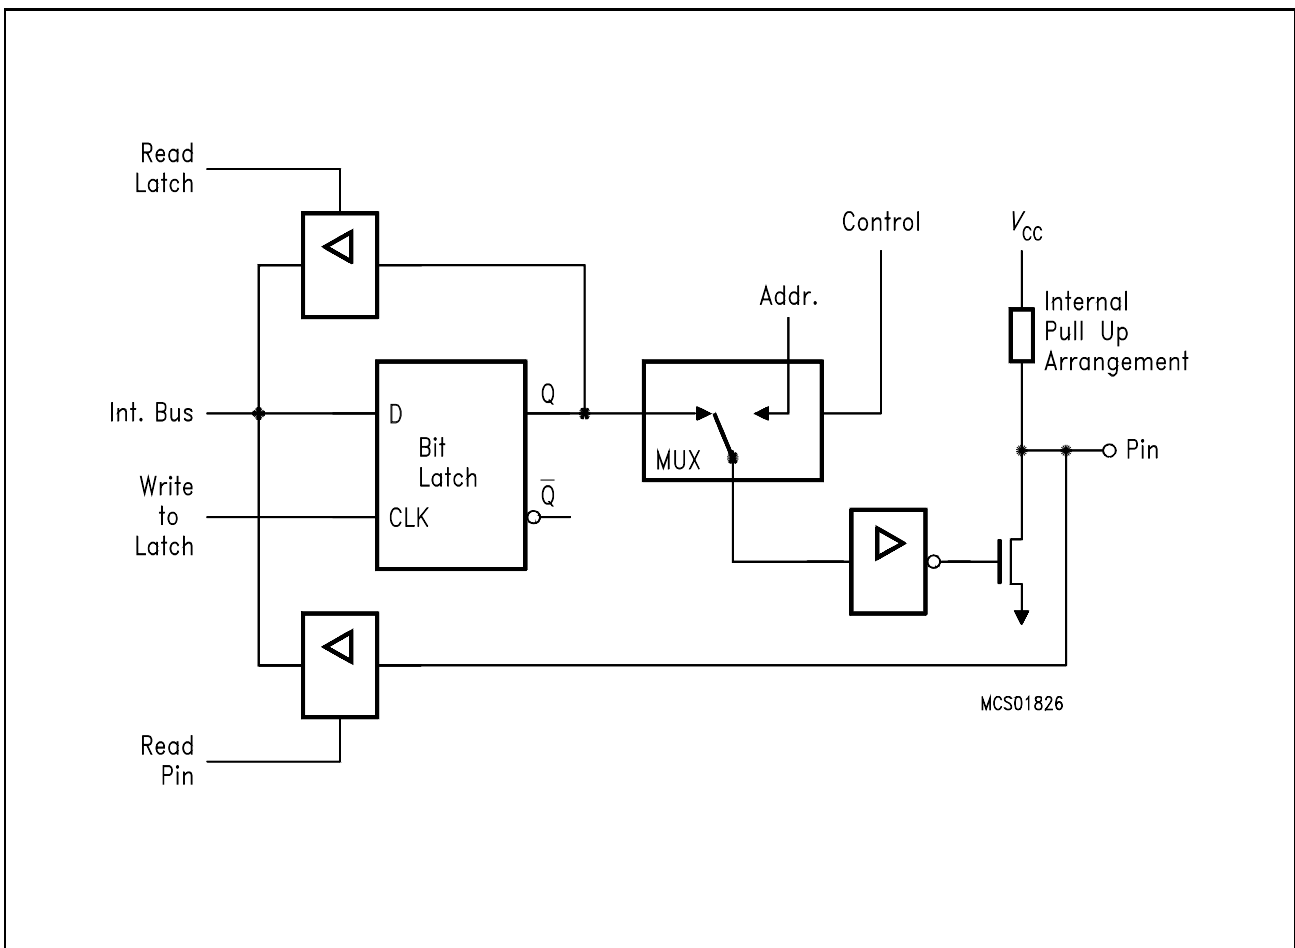 Read
Latch
Control
VCC
Addr.
Internal
Pull Up
Arrangement
Int. Bus
D
Q
Bit
Latch
MUX
Pin
Write
to
Latch
CLK
Q̅
MCS01826
Read
Pin